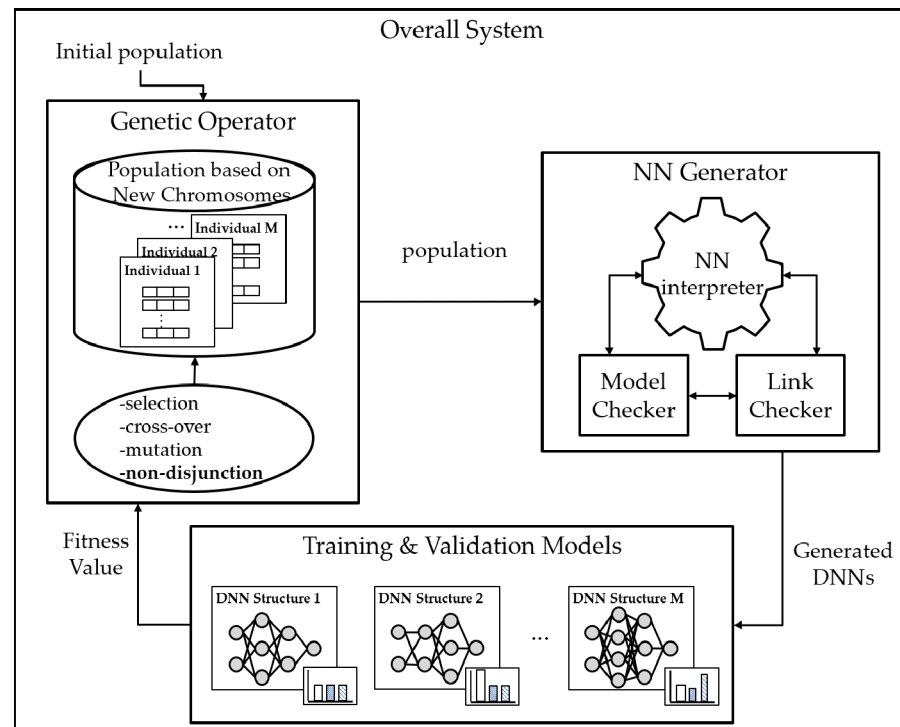 Overall System
Initial population
Genetic Operator
Population based on
New Chromosomes
... Individual M
Individual 2
Individual 1
-selection
-cross-over
-mutation
-non-disjunction
population
NN Generator
NN
interpreter
Model
Checker
Link
Checker
Fitness
Value
Generated
DNNs
Training & Validation Models
DNN Structure 1
DNN Structure 2
...
DNN Structure M